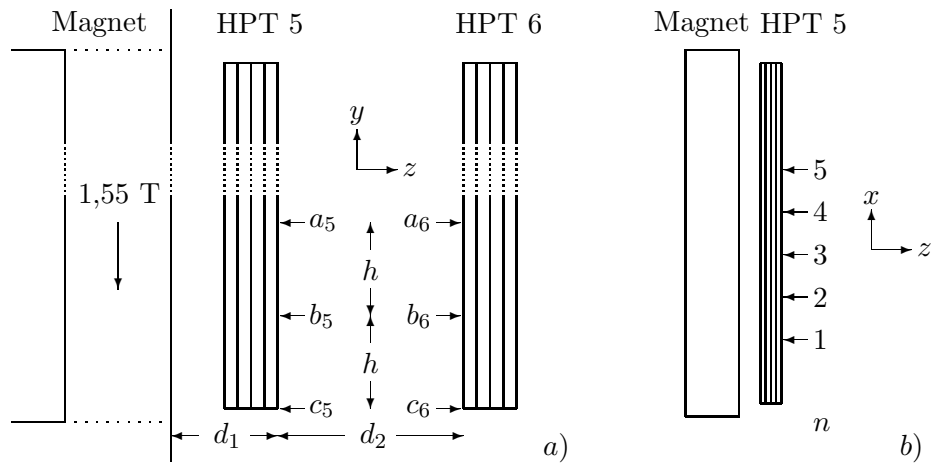 Magnet HPT 5 HPT 6 Magnet HPT 5
y
z
1,55 T
5
a₅ a₆ 4 x
h 3 z
b₅ b₆ 2
h 1
c₅ c₆ n
d₁ d₂ a) b)